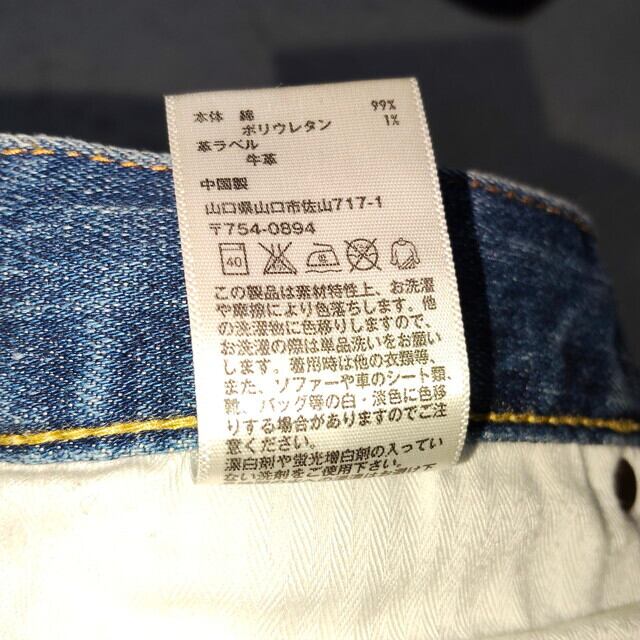 本体 綿 99%
ポリウレタン 1%
革ラベル
牛革
中国製
山口県山口市佐山717-1
〒754-0894
40
この製品は素材特性上、お洗濯
や摩擦により色落ちします。他
の洗濯物に色移りしますので、
お洗濯の際は単品洗いをお願い
します。着用時は他の衣類等、
また、ソファーや車のシート類、
靴、バッグ等の白・淡色に色移
りする場合がありますのでご注
意ください。
漂白剤や蛍光増白剤の入ってい
ない洗剤をご使用下さい。